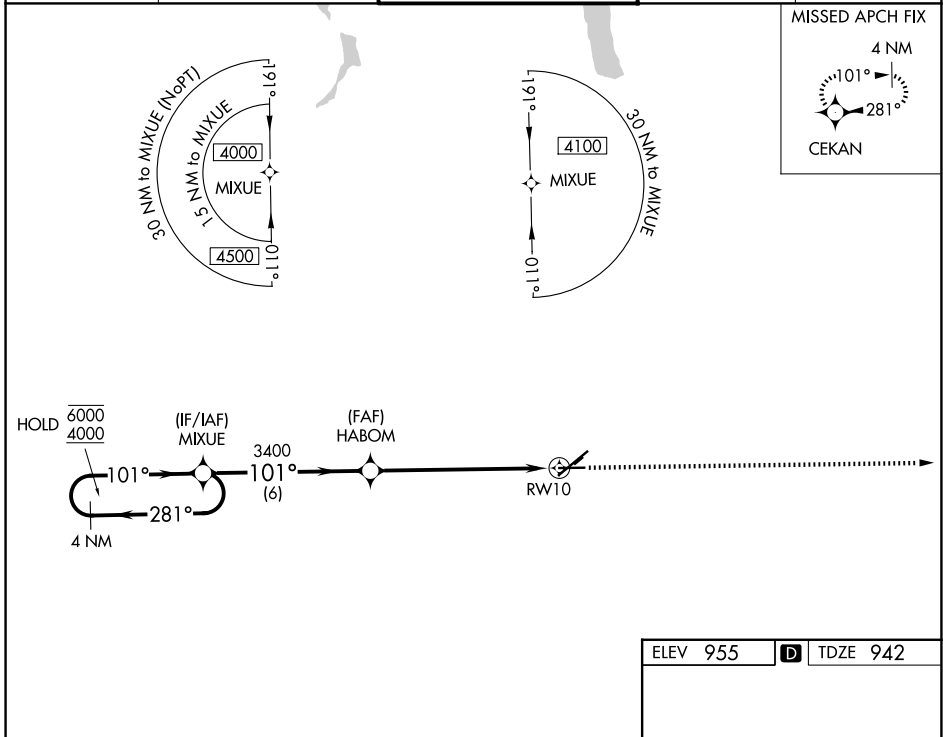 MISSED APCH FIX
4 NM
101°
281°
CEKAN
30 NM to MIXUE (NoPT)
15 NM to MIXUE
191°
4000
MIXUE
4500
011°
191°
4100
MIXUE
30 NM to MIXUE
011°
HOLD 6000
4000
(IF/IAF)
MIXUE
(FAF)
HABOM
3400
101°
101°
(6)
RW10
281°
4 NM
ELEV 955 D TDZE 942